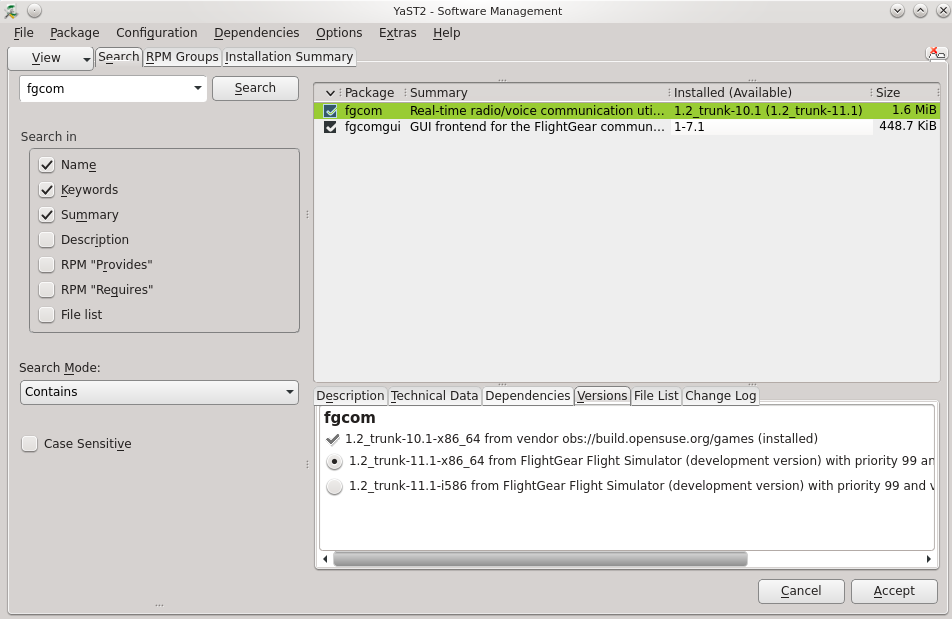 YaST2 - Software Management
File Package Configuration Dependencies Options Extras Help
View Search RPM Groups Installation Summary
fgcom Search
Search in
Name
Keywords
Summary
Description
RPM "Provides"
RPM "Requires"
File list
Search Mode:
Contains
Case Sensitive
Package Summary Installed (Available) Size
fgcom Real-time radio/voice communication uti... 1.2_trunk-10.1 (1.2_trunk-11.1) 1.6 MiB
fgcomgui GUI frontend for the FlightGear commun... 1-7.1 448.7 KiB
Description Technical Data Dependencies Versions File List Change Log
fgcom
1.2_trunk-10.1-x86_64 from vendor obs://build.opensuse.org/games (installed)
1.2_trunk-11.1-x86_64 from FlightGear Flight Simulator (development version) with priority 99 an
1.2_trunk-11.1-i586 from FlightGear Flight Simulator (development version) with priority 99 and v
Cancel Accept